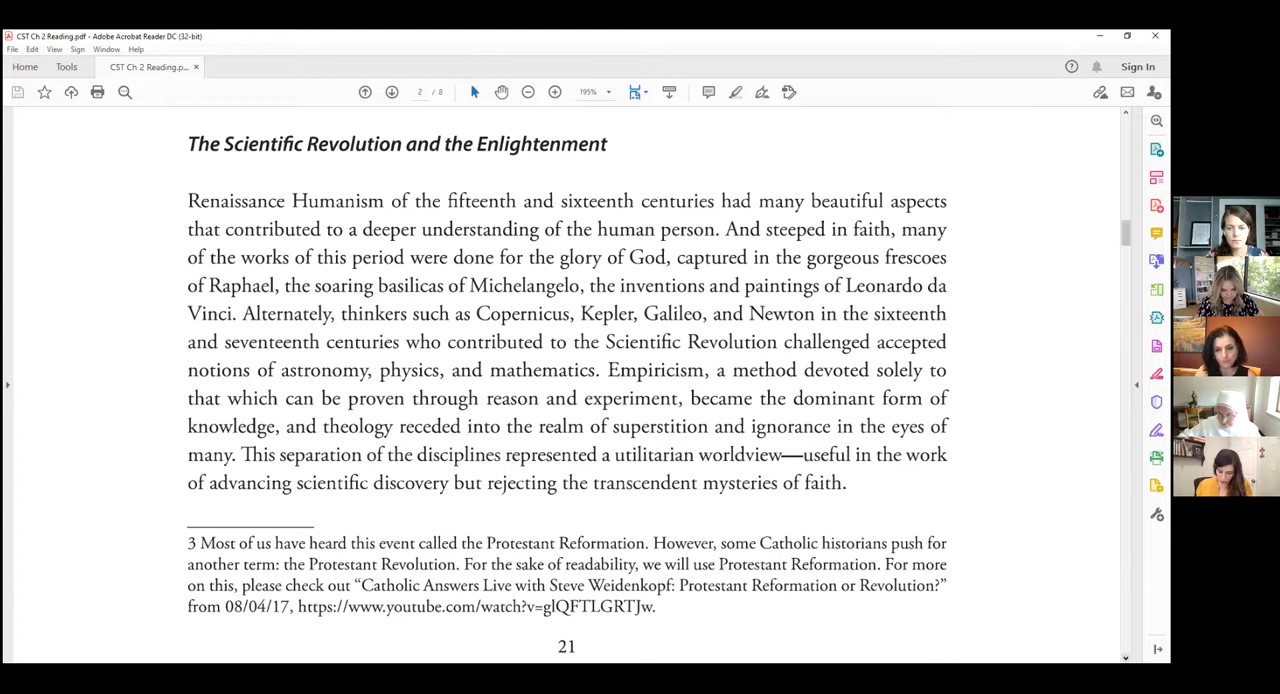 CST Ch 2 Reading.pdf - Adobe Acrobat Reader DC (32-bit)
File Edit View Sign Window Help
Home Tools CST Ch 2 Reading.p... × Sign In
2 / 8 195%
The Scientific Revolution and the Enlightenment
Renaissance Humanism of the fifteenth and sixteenth centuries had many beautiful aspects
that contributed to a deeper understanding of the human person. And steeped in faith, many
of the works of this period were done for the glory of God, captured in the gorgeous frescoes
of Raphael, the soaring basilicas of Michelangelo, the inventions and paintings of Leonardo da
Vinci. Alternately, thinkers such as Copernicus, Kepler, Galileo, and Newton in the sixteenth
and seventeenth centuries who contributed to the Scientific Revolution challenged accepted
notions of astronomy, physics, and mathematics. Empiricism, a method devoted solely to
that which can be proven through reason and experiment, became the dominant form of
knowledge, and theology receded into the realm of superstition and ignorance in the eyes of
many. This separation of the disciplines represented a utilitarian worldview—useful in the work
of advancing scientific discovery but rejecting the transcendent mysteries of faith.
3 Most of us have heard this event called the Protestant Reformation. However, some Catholic historians push for
another term: the Protestant Revolution. For the sake of readability, we will use Protestant Reformation. For more
on this, please check out “Catholic Answers Live with Steve Weidenkopf: Protestant Reformation or Revolution?”
from 08/04/17, https://www.youtube.com/watch?v=glQFTLGRTJw.
21